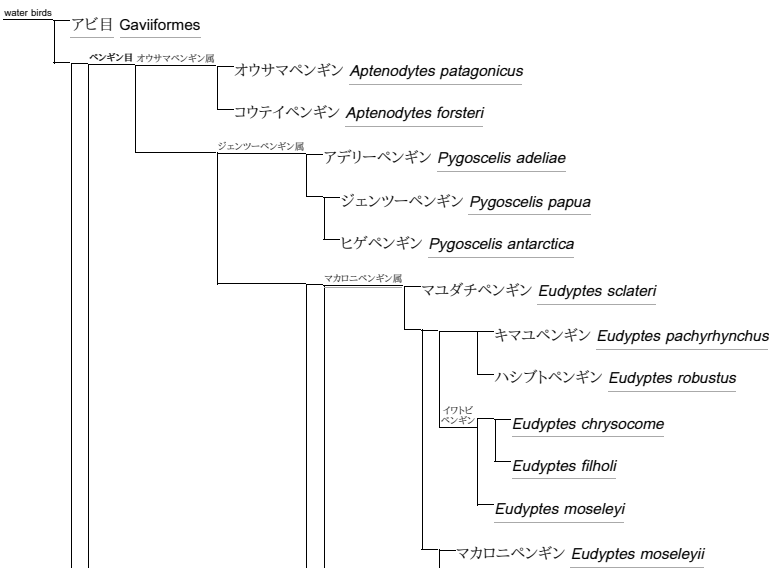 water birds
アビ目 Gaviiformes
ペンギン目 オウサマペンギン属
オウサマペンギン Aptenodytes patagonicus
コウテイペンギン Aptenodytes forsteri
ジェンツーペンギン属
アデリーペンギン Pygoscelis adeliae
ジェンツーペンギン Pygoscelis papua
ヒゲペンギン Pygoscelis antarctica
マカロニペンギン属
マユダチペンギン Eudyptes sclateri
キマユペンギン Eudyptes pachyrhynchus
ハシブトペンギン Eudyptes robustus
イワトビ
ペンギン
Eudyptes chrysocome
Eudyptes filholi
Eudyptes moseleyi
マカロニペンギン Eudyptes moseleyii